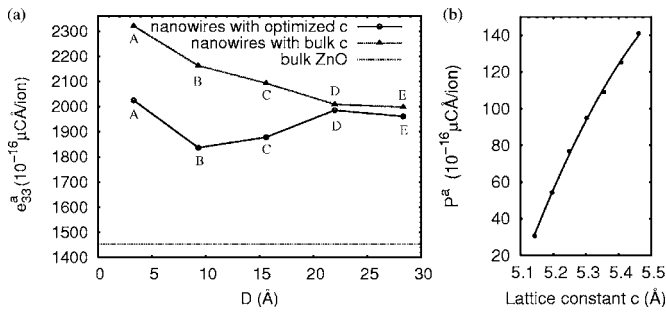 (a)
nanowires with optimized c
nanowires with bulk c
bulk ZnO
2300
2200
2100
2000
1900
1800
1700
1600
1500
1400
e₃₃ᵃ (10⁻¹⁶μCÅ/ion)
A
B
C
D
E
A
B
C
D
E
0 5 10 15 20 25 30
D (Å)
(b)
140
120
100
80
60
40
20
Pᵃ (10⁻¹⁶μCÅ/ion)
5.1 5.2 5.3 5.4 5.5
Lattice constant c (Å)